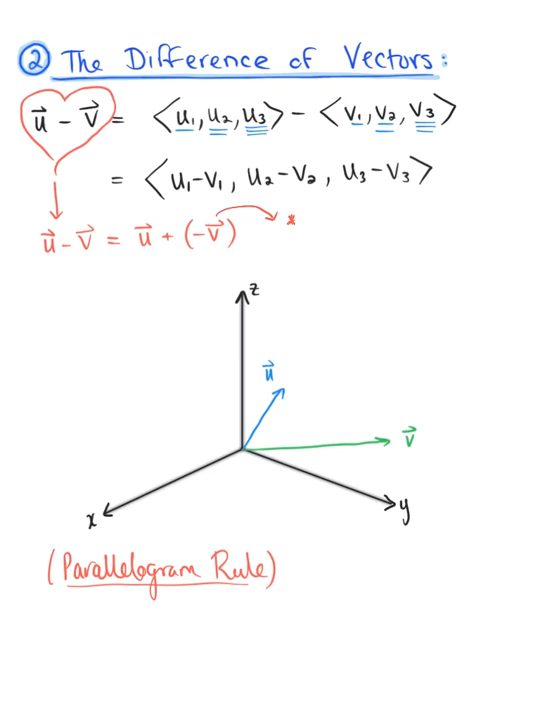 ② The Difference of Vectors:
u⃗ - v⃗ = ⟨u₁, u₂, u₃⟩ - ⟨v₁, v₂, v₃⟩
= ⟨u₁-v₁, u₂-v₂, u₃-v₃⟩
u⃗ - v⃗ = u⃗ + (-v⃗) *
z
u⃗
v⃗
x
y
(Parallelogram Rule)